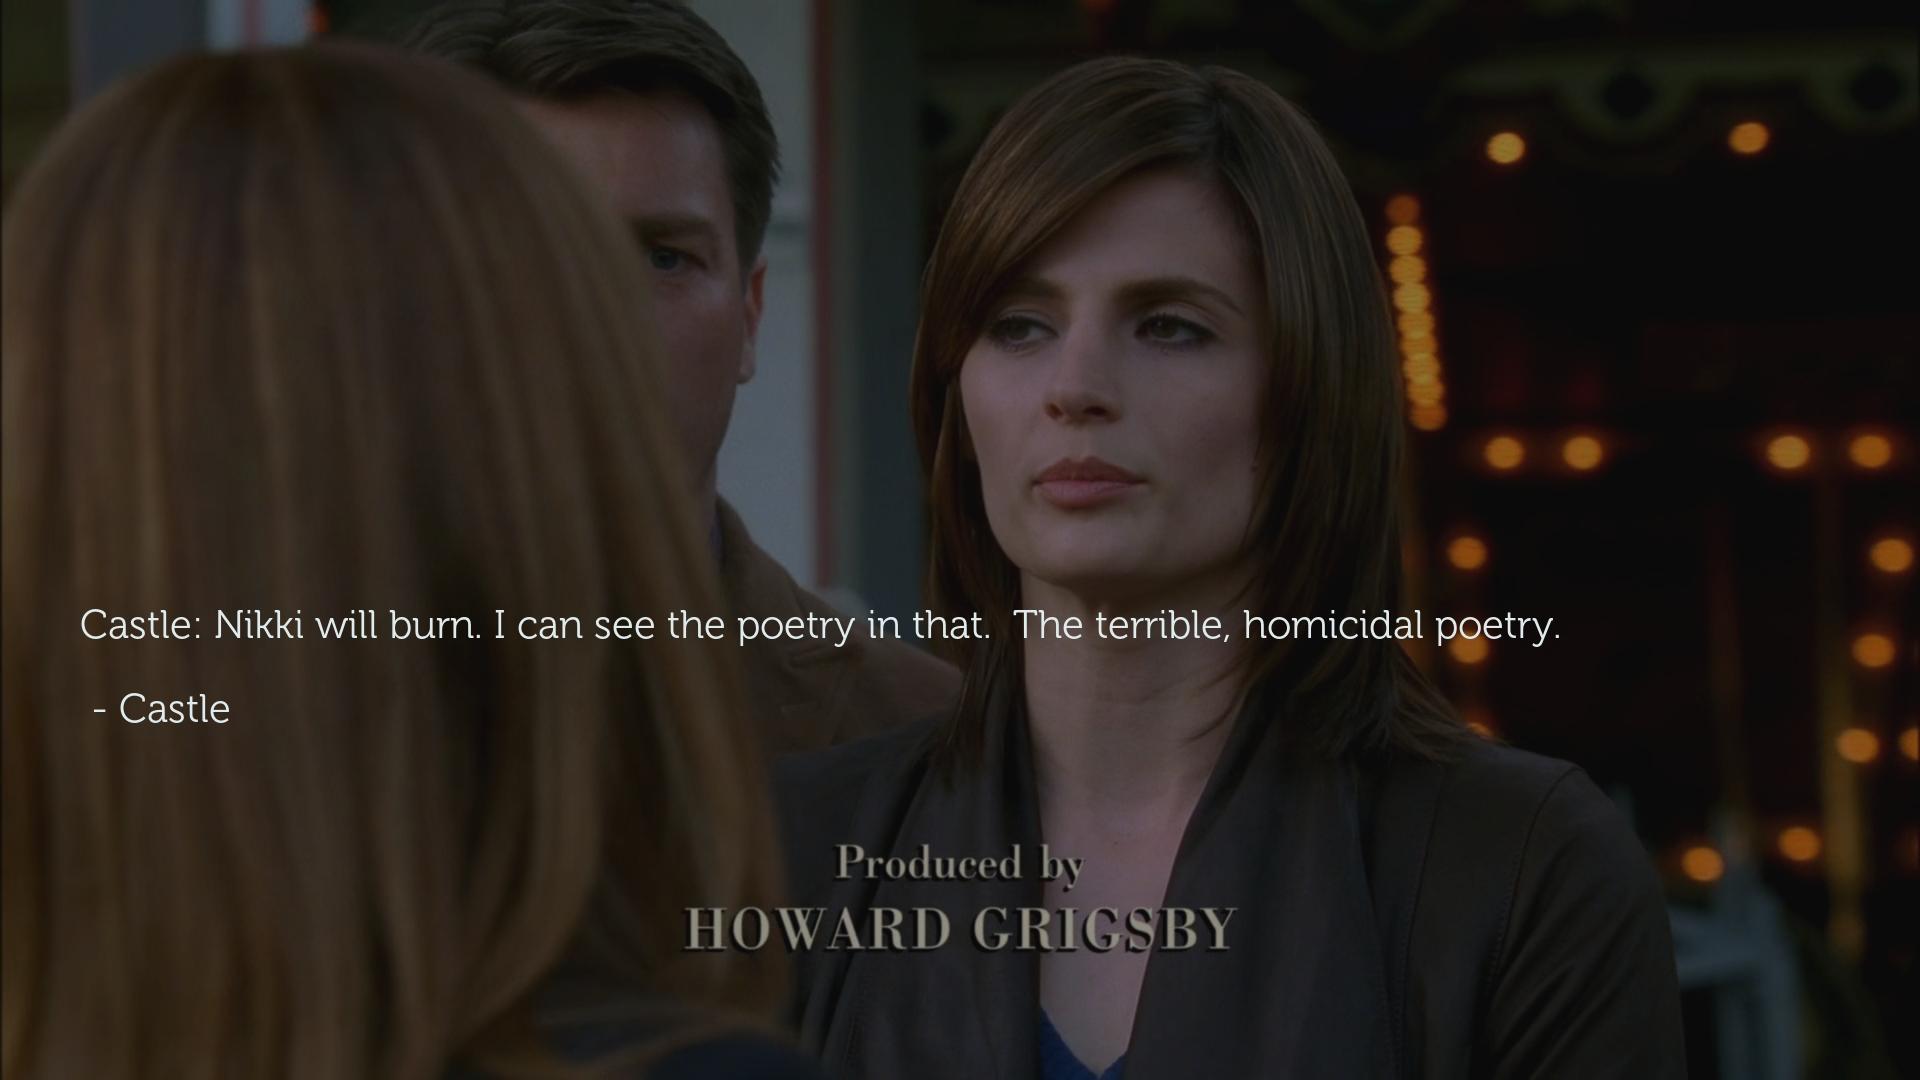 Castle: Nikki will burn. I can see the poetry in that.  The terrible, homicidal poetry.
- Castle
Produced by
HOWARD GRIGSBY